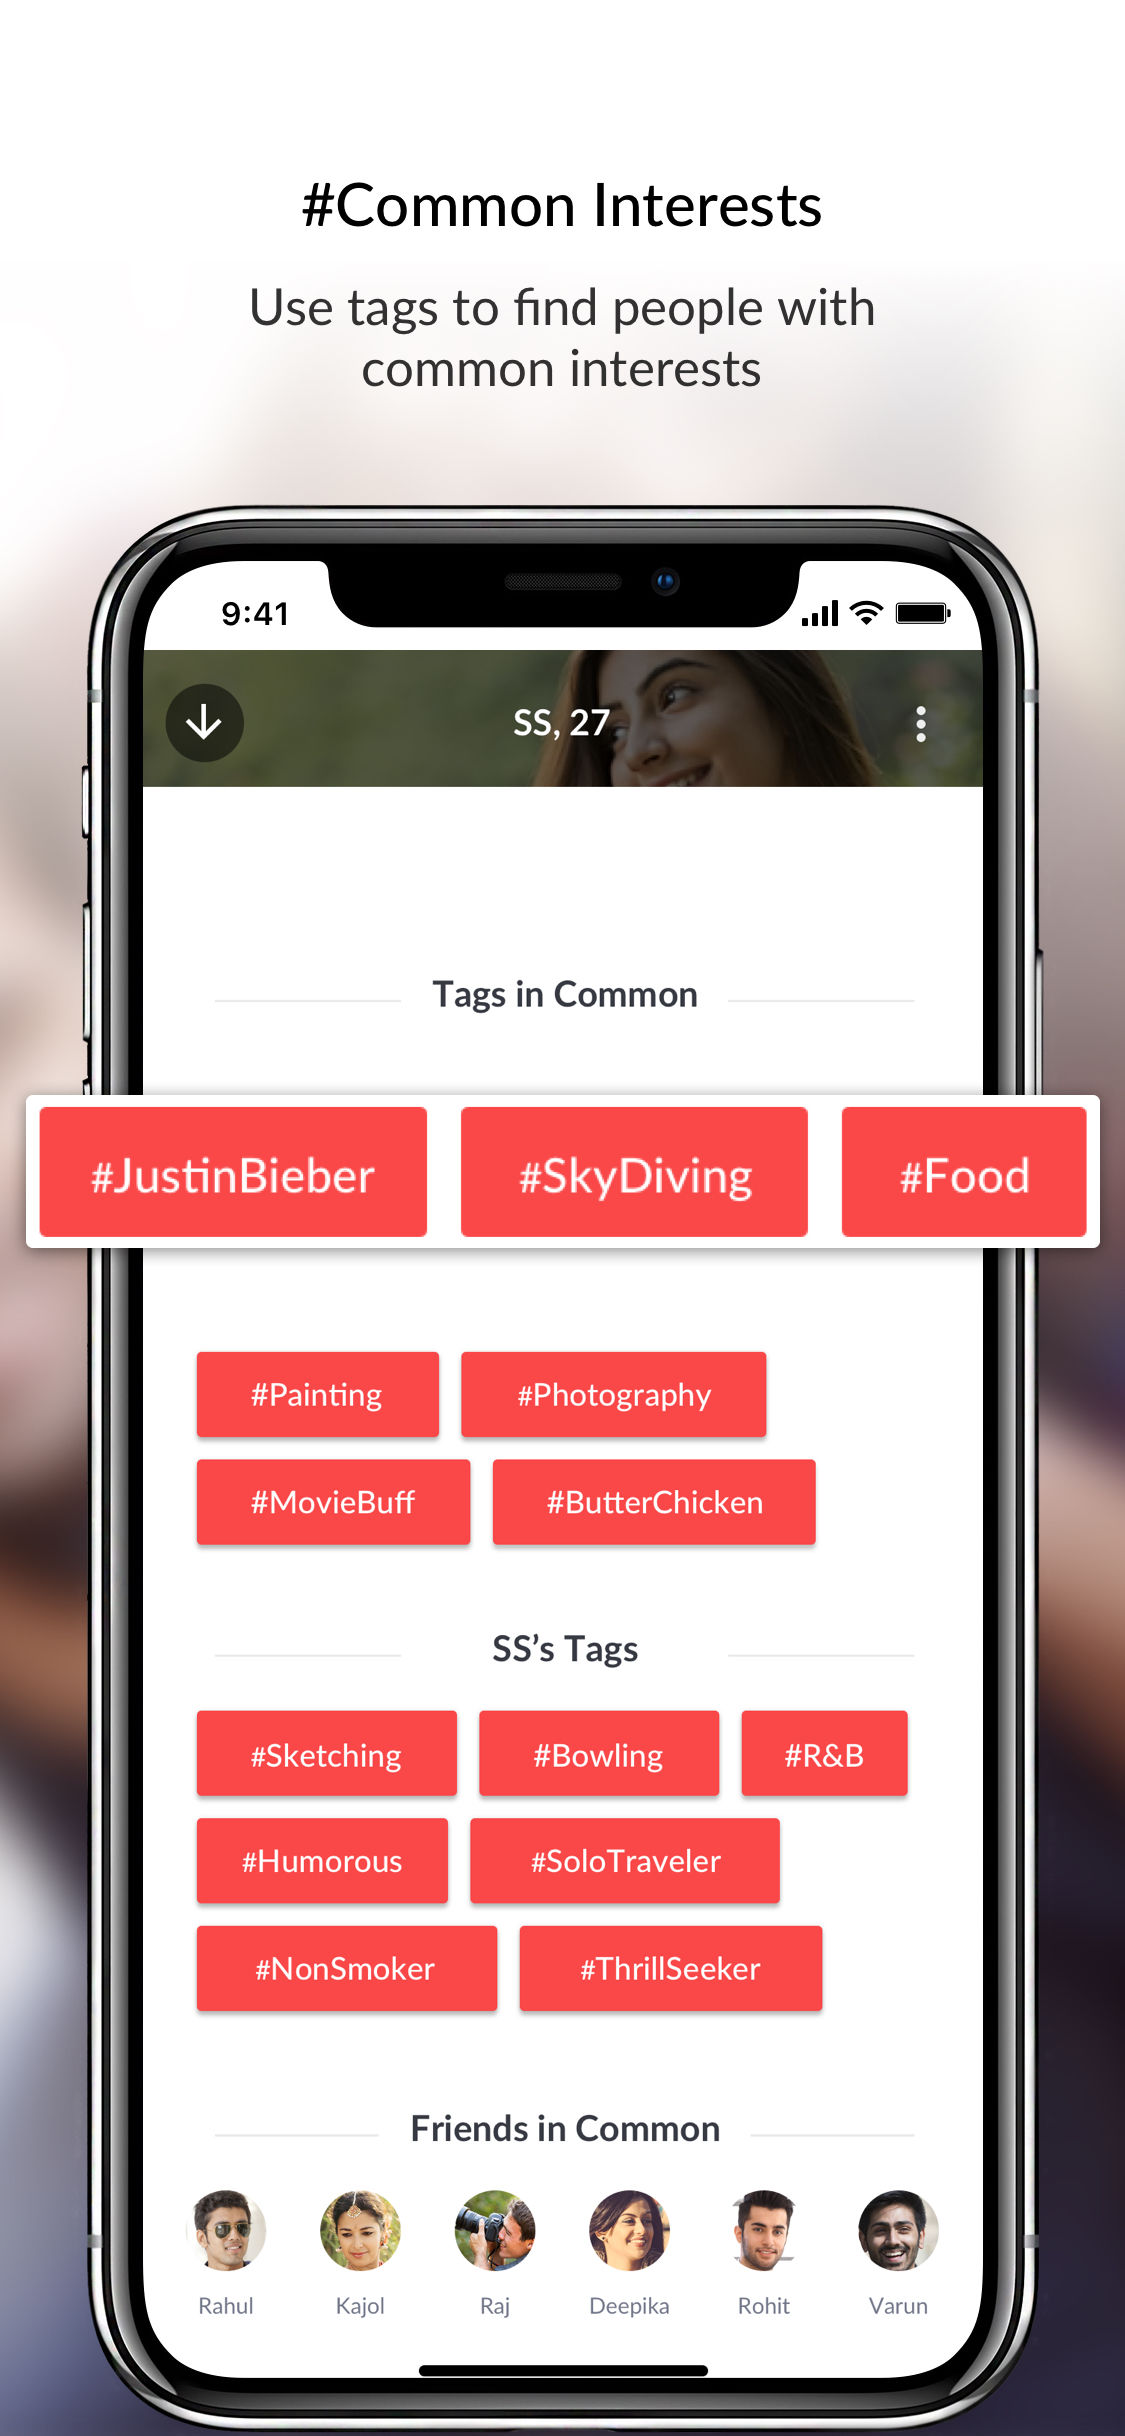 #Common Interests
Use tags to find people with
common interests
9:41
SS, 27
Tags in Common
#JustinBieber #SkyDiving #Food
#Painting #Photography
#MovieBuff #ButterChicken
SS’s Tags
#Sketching #Bowling #R&B
#Humorous #SoloTraveler
#NonSmoker #ThrillSeeker
Friends in Common
Rahul Kajol Raj Deepika Rohit Varun